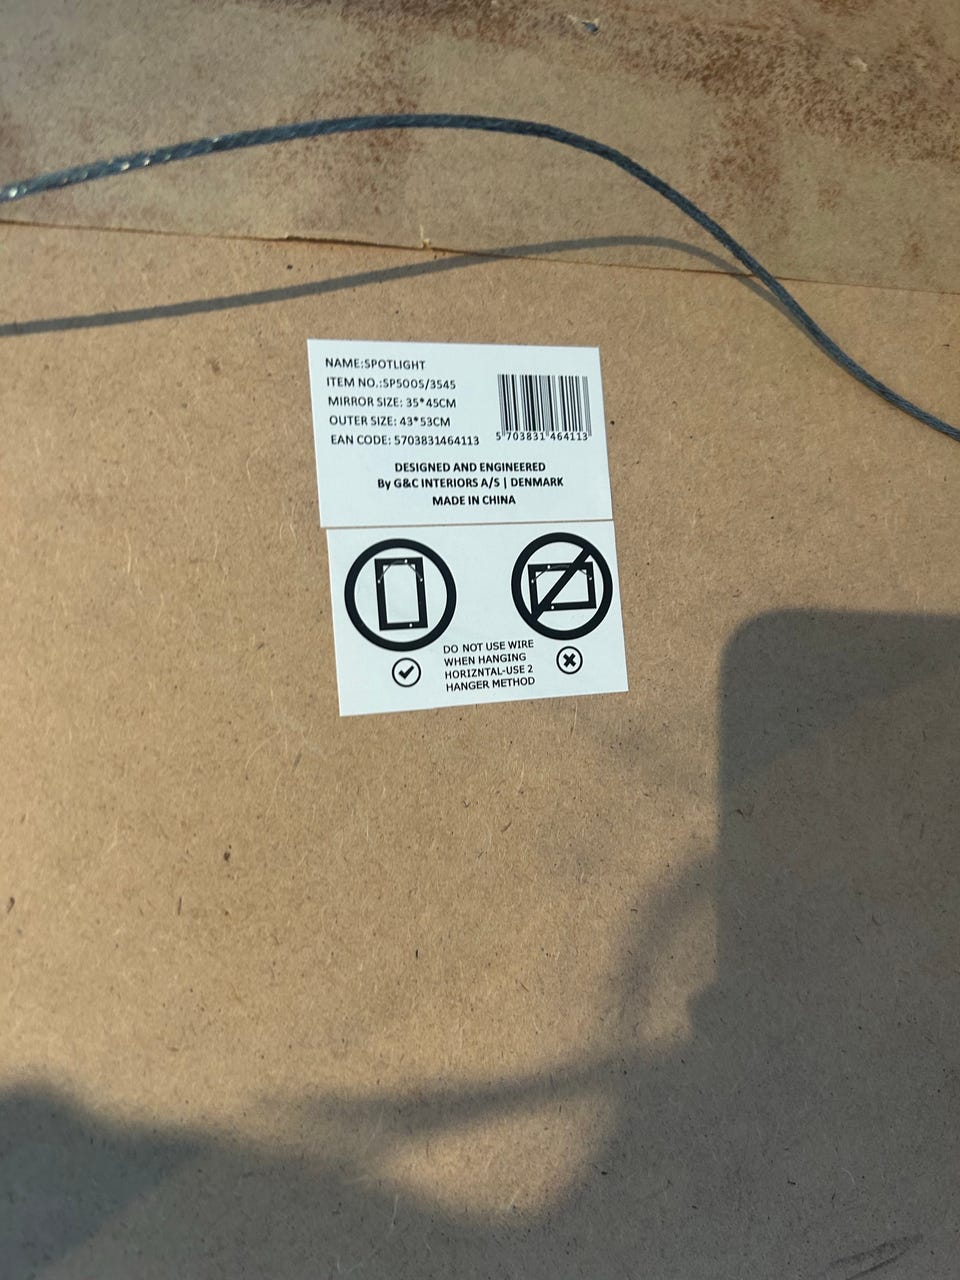 NAME:SPOTLIGHT
ITEM NO.:SP500S/3545
MIRROR SIZE: 35*45CM
OUTER SIZE: 43*53CM
EAN CODE: 5703831464113
5 703831 464113
DESIGNED AND ENGINEERED
By G&C INTERIORS A/S | DENMARK
MADE IN CHINA
DO NOT USE WIRE
WHEN HANGING
HORIZNTAL-USE 2
HANGER METHOD